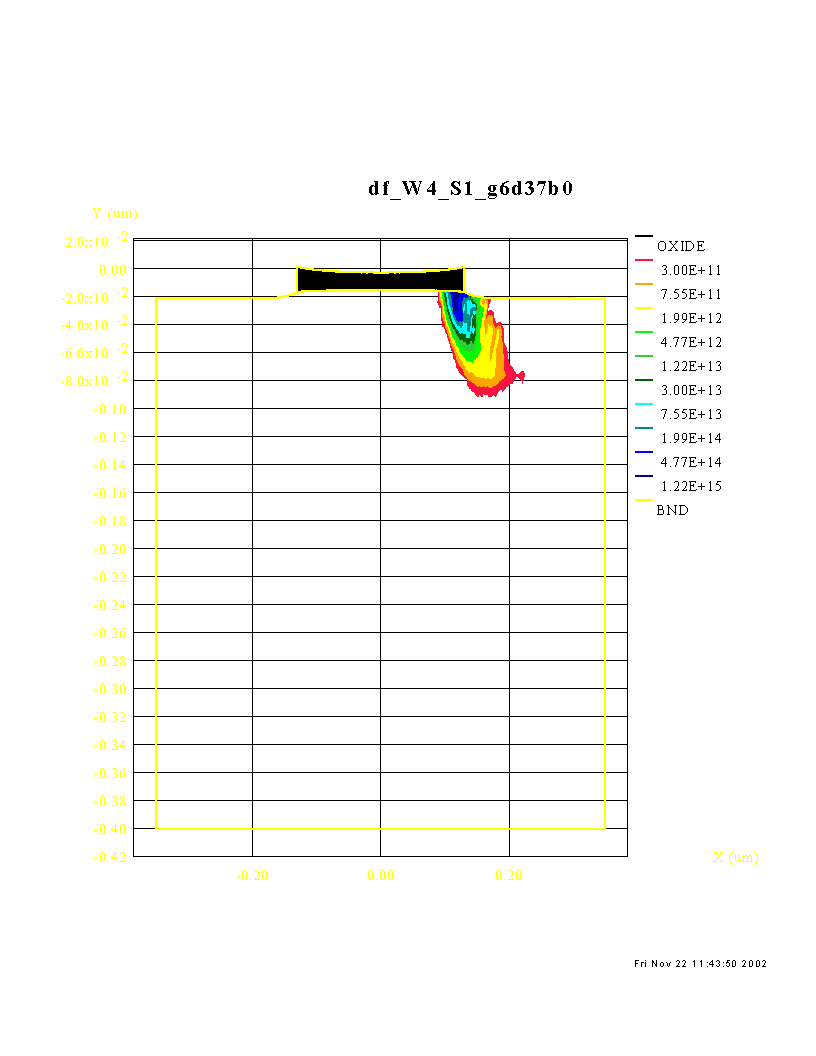 df_W4_S1_g6d37b0
Y (um)
2.0x10 -2
0.00
-2.0x10 -2
-4.0x10 -2
-6.0x10 -2
-8.0x10 -2
-0.10
-0.12
-0.14
-0.16
-0.18
-0.20
-0.22
-0.24
-0.26
-0.28
-0.30
-0.32
-0.34
-0.36
-0.38
-0.40
-0.42
-0.20 0.00 0.20
X (um)
OXIDE
3.00E+11
7.55E+11
1.99E+12
4.77E+12
1.22E+13
3.00E+13
7.55E+13
1.99E+14
4.77E+14
1.22E+15
BND
Fri Nov 22 11:43:50 2002